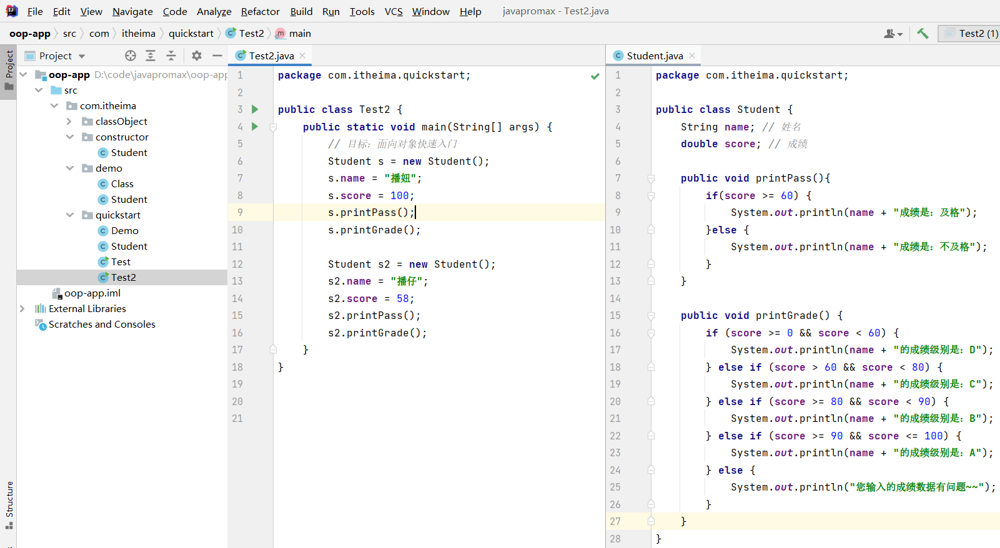 File Edit View Navigate Code Analyze Refactor Build Run Tools VCS Window Help javapromax - Test2.java
oop-app src com itheima quickstart Test2 main Test2 (1)
Project
Project
oop-app D:\code\javapromax\oop-app
src
com.itheima
classObject
constructor
Student
demo
Class
Student
quickstart
Demo
Student
Test
Test2
oop-app.iml
External Libraries
Scratches and Consoles
Structure
Test2.java
1 package com.itheima.quickstart;
2
3 public class Test2 {
4 public static void main(String[] args) {
5 // 目标：面向对象快速入门
6 Student s = new Student();
7 s.name = "播妞";
8 s.score = 100;
9 s.printPass();
10 s.printGrade();
11
12 Student s2 = new Student();
13 s2.name = "播仔";
14 s2.score = 58;
15 s2.printPass();
16 s2.printGrade();
17 }
18 }
19
20
21
Student.java
1 package com.itheima.quickstart;
2
3 public class Student {
4 String name; // 姓名
5 double score; // 成绩
6
7 public void printPass(){
8 if(score >= 60) {
9 System.out.println(name + "成绩是：及格");
10 }else {
11 System.out.println(name + "成绩是：不及格");
12 }
13 }
14
15 public void printGrade() {
16 if (score >= 0 && score < 60) {
17 System.out.println(name + "的成绩级别是：D");
18 } else if (score > 60 && score < 80) {
19 System.out.println(name + "的成绩级别是：C");
20 } else if (score >= 80 && score < 90) {
21 System.out.println(name + "的成绩级别是：B");
22 } else if (score >= 90 && score <= 100) {
23 System.out.println(name + "的成绩级别是：A");
24 } else {
25 System.out.println("您输入的成绩数据有问题~~");
26 }
27 }
28 }